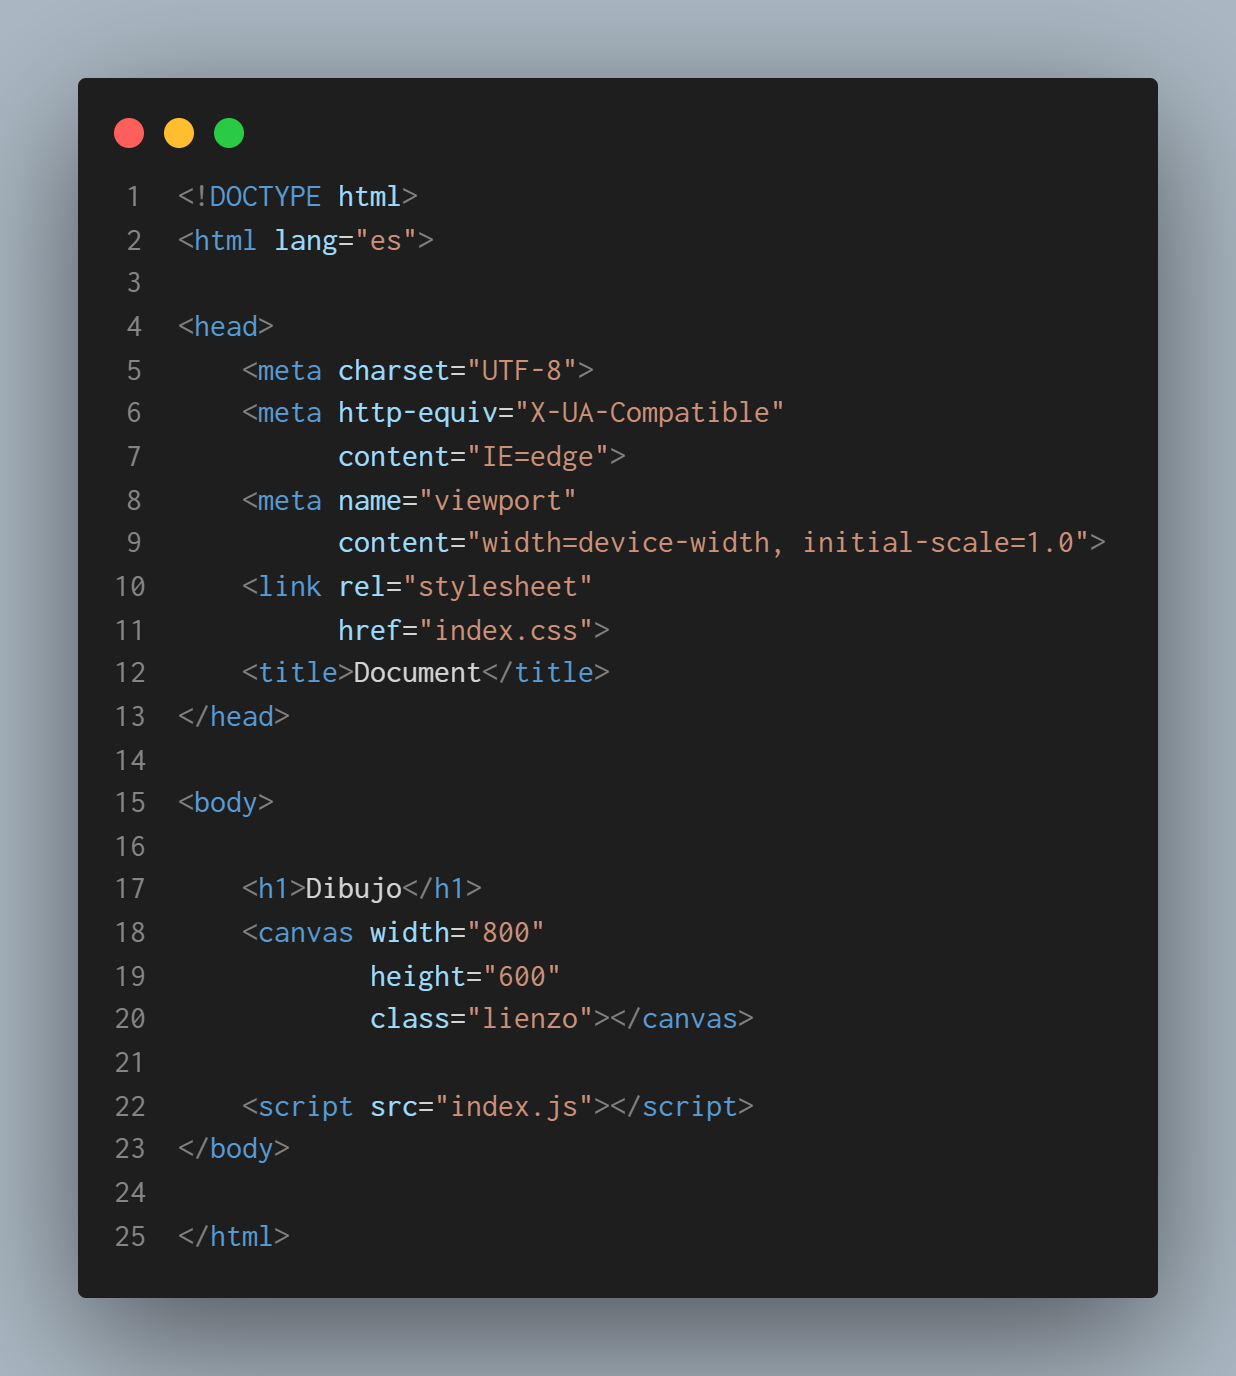 1 <!DOCTYPE html>
2 <html lang="es">
3
4 <head>
5     <meta charset="UTF-8">
6     <meta http-equiv="X-UA-Compatible"
7           content="IE=edge">
8     <meta name="viewport"
9           content="width=device-width, initial-scale=1.0">
10     <link rel="stylesheet"
11           href="index.css">
12     <title>Document</title>
13 </head>
14
15 <body>
16
17     <h1>Dibujo</h1>
18     <canvas width="800"
19             height="600"
20             class="lienzo"></canvas>
21
22     <script src="index.js"></script>
23 </body>
24
25 </html>